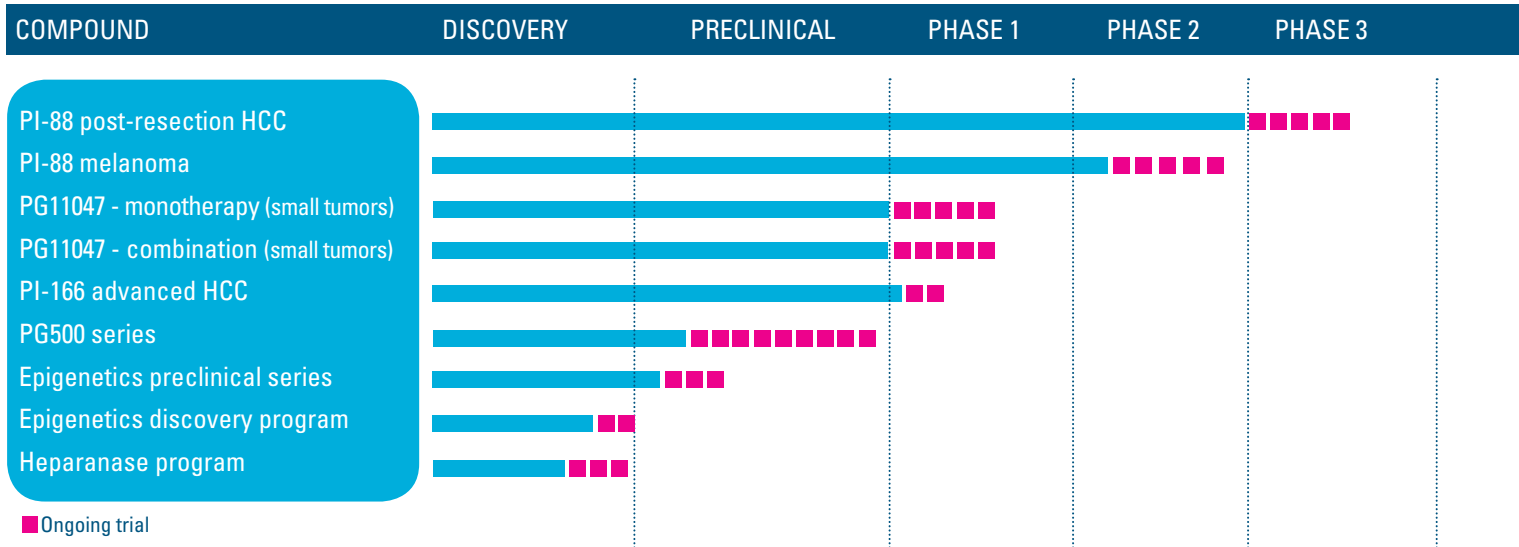 COMPOUND DISCOVERY PRECLINICAL PHASE 1 PHASE 2 PHASE 3
PI-88 post-resection HCC
PI-88 melanoma
PG11047 - monotherapy (small tumors)
PG11047 - combination (small tumors)
PI-166 advanced HCC
PG500 series
Epigenetics preclinical series
Epigenetics discovery program
Heparanase program
Ongoing trial